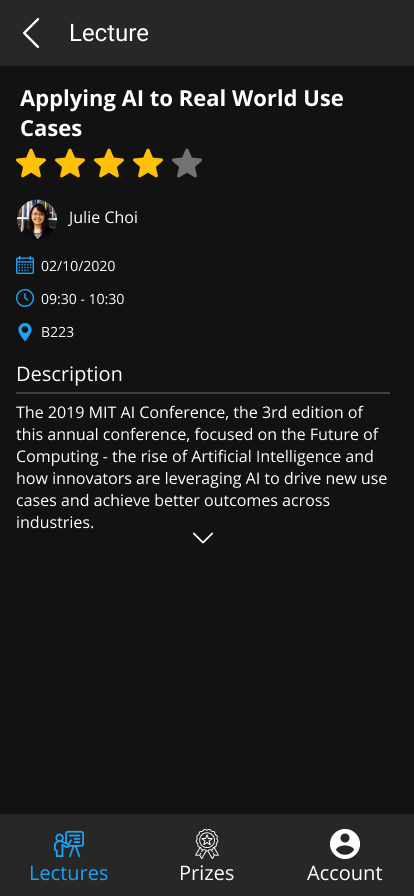 Lecture
Applying AI to Real World Use
Cases
Julie Choi
02/10/2020
09:30 - 10:30
B223
Description
The 2019 MIT AI Conference, the 3rd edition of
this annual conference, focused on the Future of
Computing - the rise of Artificial Intelligence and
how innovators are leveraging AI to drive new use
cases and achieve better outcomes across
industries.
Lectures
Prizes
Account